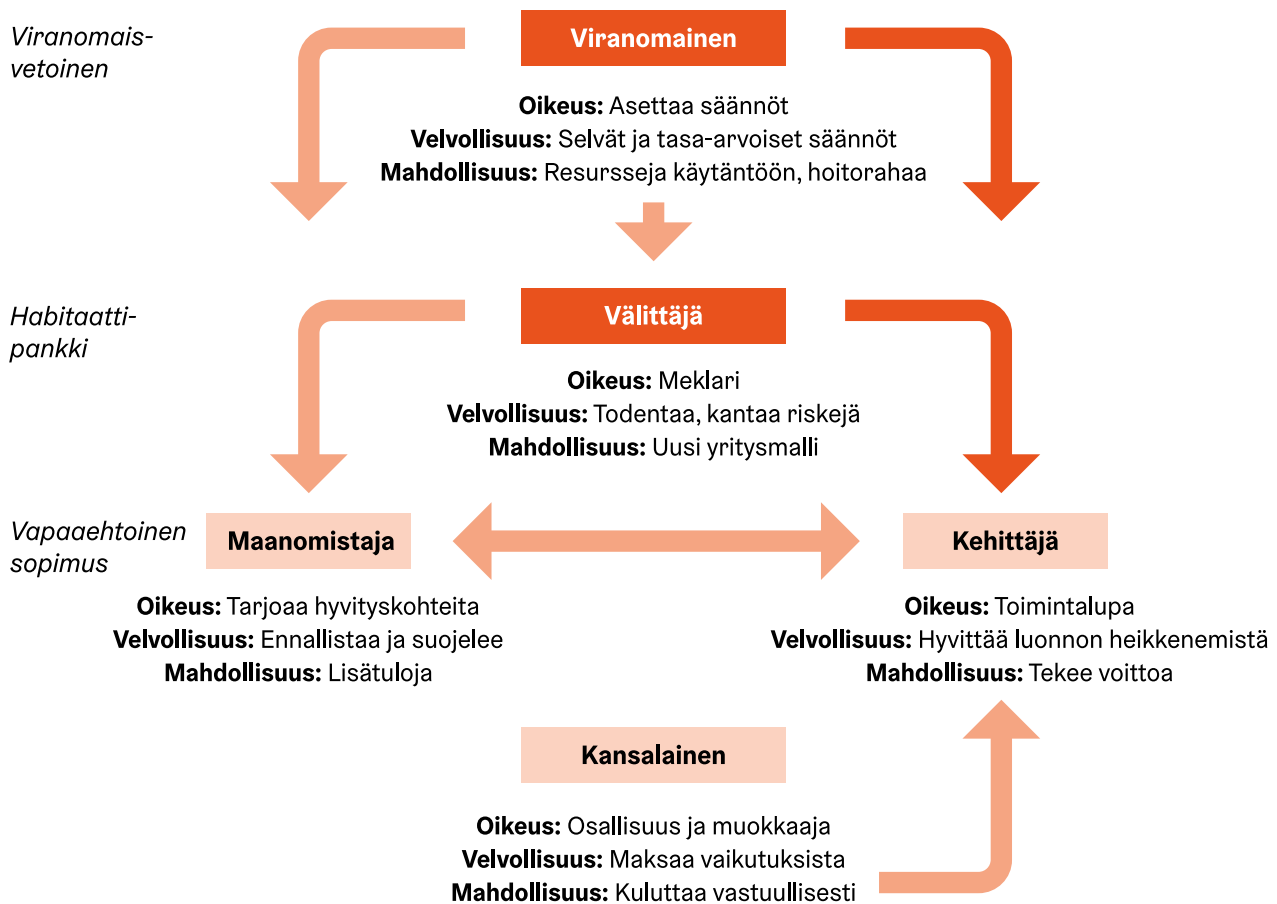 Viranomais-
vetoinen
Viranomainen
Oikeus: Asettaa säännöt
Velvollisuus: Selvät ja tasa-arvoiset säännöt
Mahdollisuus: Resursseja käytäntöön, hoitorahaa
Habitaatti-
pankki
Välittäjä
Oikeus: Meklari
Velvollisuus: Todentaa, kantaa riskejä
Mahdollisuus: Uusi yritysmalli
Vapaaehtoinen
sopimus
Maanomistaja
Oikeus: Tarjoaa hyvityskohteita
Velvollisuus: Ennallistaa ja suojelee
Mahdollisuus: Lisätuloja
Kehittäjä
Oikeus: Toimintalupa
Velvollisuus: Hyvittää luonnon heikkenemistä
Mahdollisuus: Tekee voittoa
Kansalainen
Oikeus: Osallisuus ja muokkaaja
Velvollisuus: Maksaa vaikutuksista
Mahdollisuus: Kuluttaa vastuullisesti